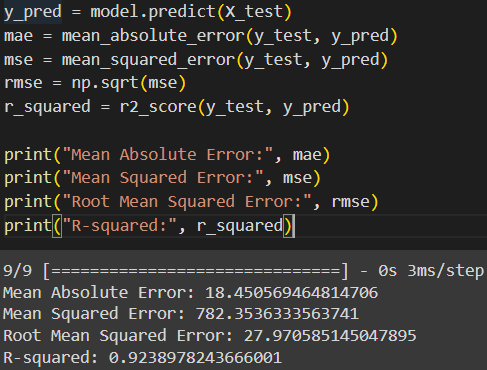 y_pred = model.predict(X_test)
mae = mean_absolute_error(y_test, y_pred)
mse = mean_squared_error(y_test, y_pred)
rmse = np.sqrt(mse)
r_squared = r2_score(y_test, y_pred)
print("Mean Absolute Error:", mae)
print("Mean Squared Error:", mse)
print("Root Mean Squared Error:", rmse)
print("R-squared:", r_squared)
9/9 [==============================] - 0s 3ms/step
Mean Absolute Error: 18.450569464814706
Mean Squared Error: 782.3536333563741
Root Mean Squared Error: 27.970585145047895
R-squared: 0.9238978243666001